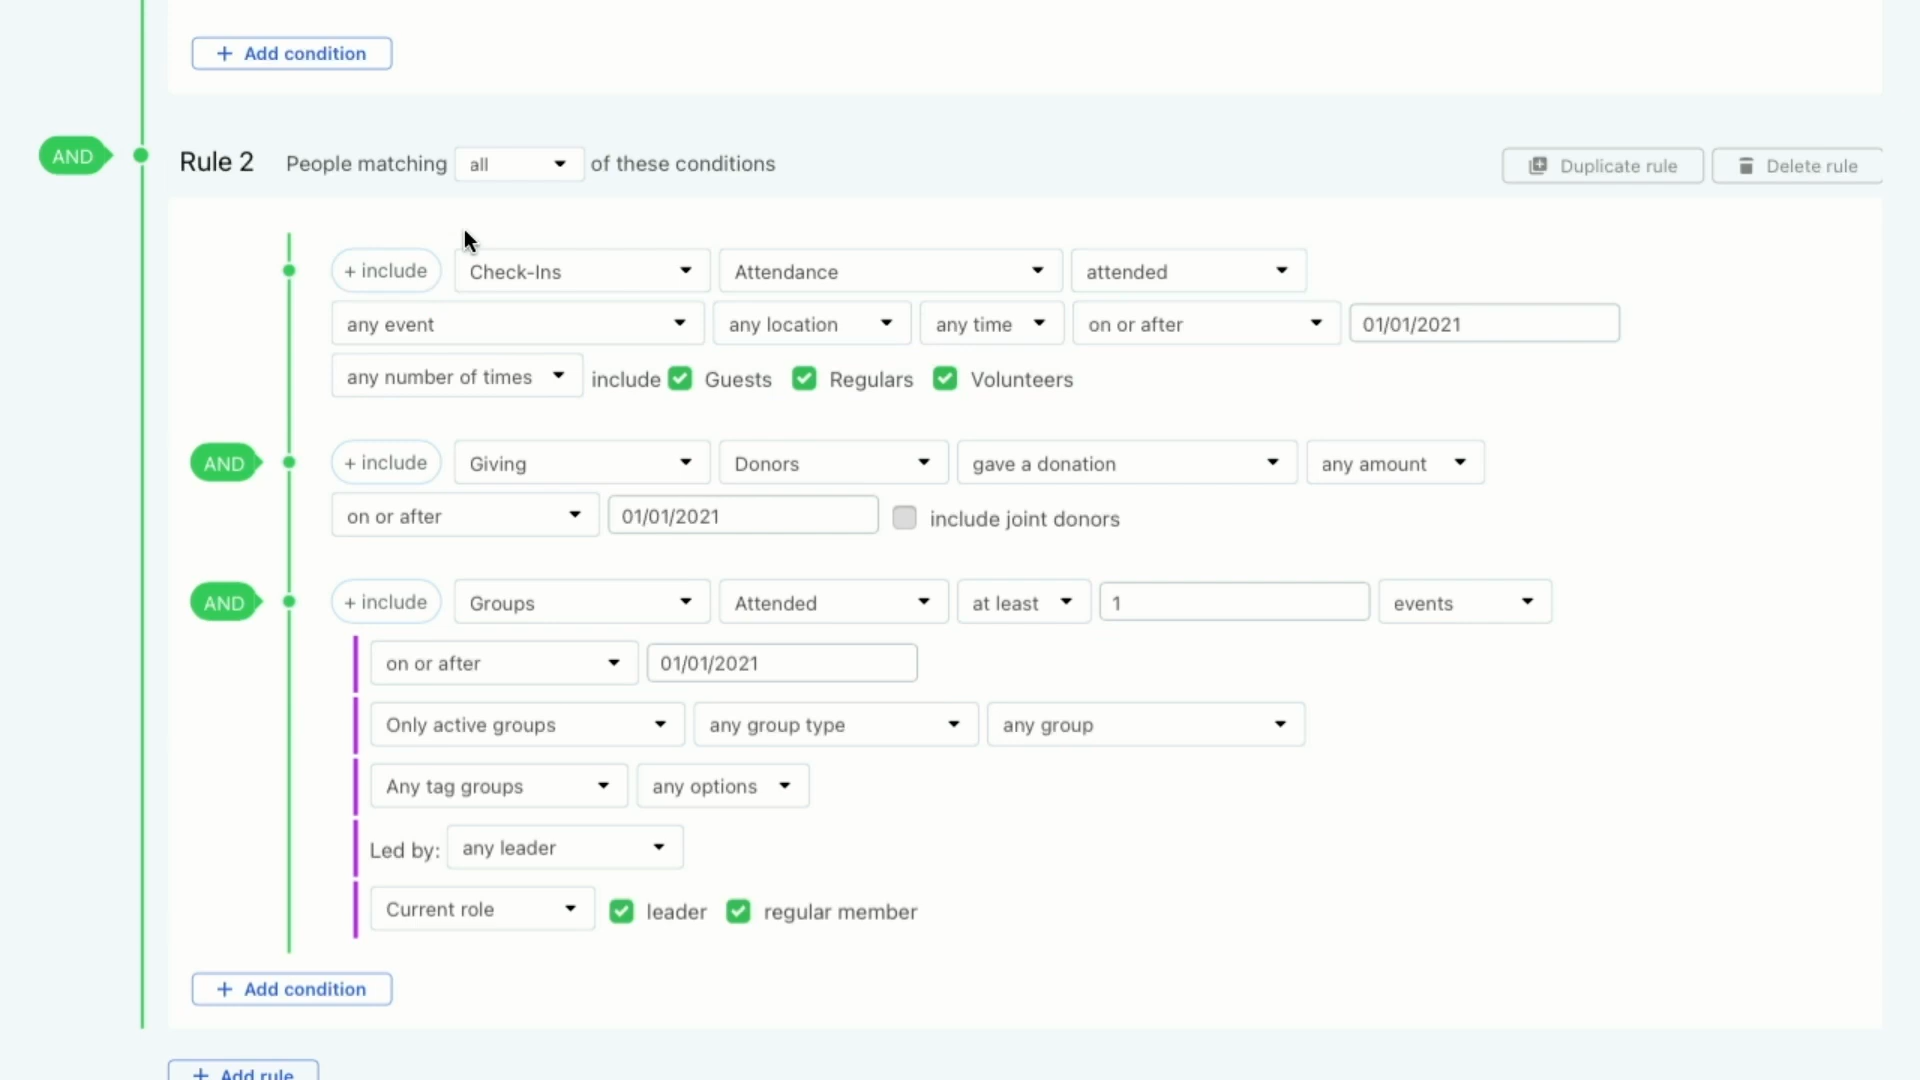 + Add condition
AND
Rule 2 People matching all of these conditions
Duplicate rule Delete rule
+ include Check-Ins Attendance attended
any event any location any time on or after 01/01/2021
any number of times include Guests Regulars Volunteers
AND + include Giving Donors gave a donation any amount
on or after 01/01/2021 include joint donors
AND + include Groups Attended at least 1 events
on or after 01/01/2021
Only active groups any group type any group
Any tag groups any options
Led by: any leader
Current role leader regular member
+ Add condition
+ Add rule